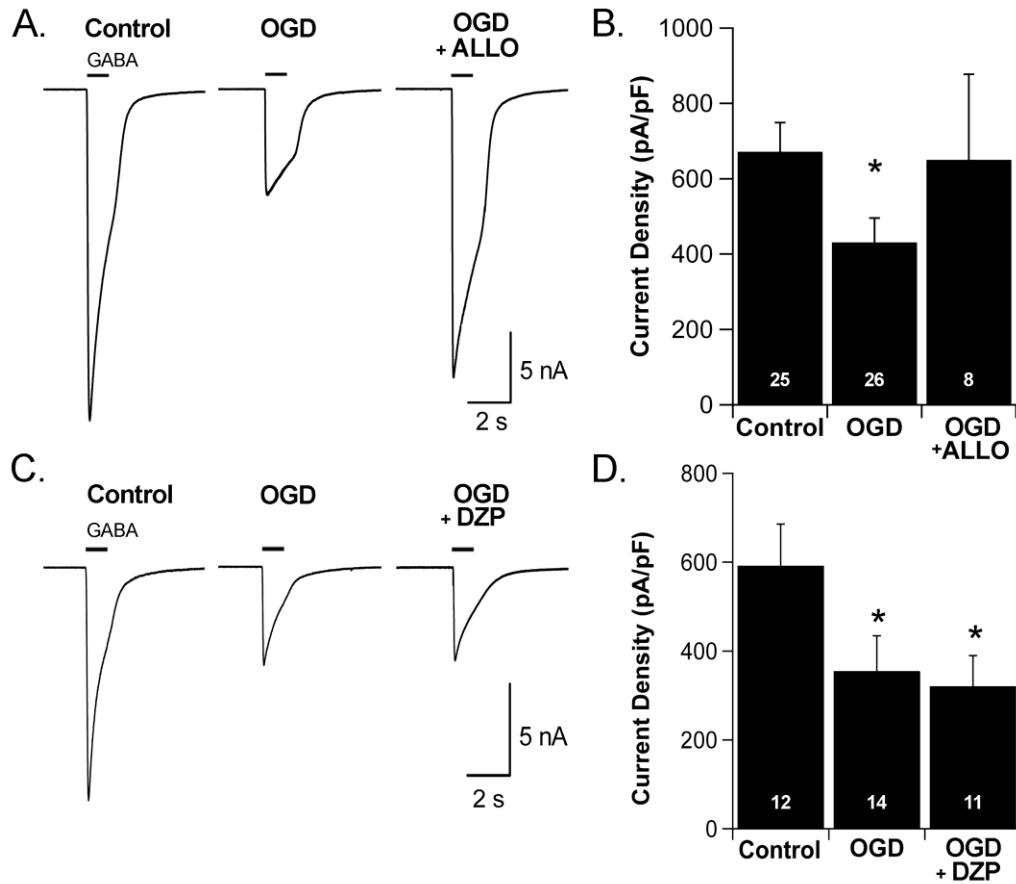 A.
Control
GABA
OGD
OGD
+ ALLO
5 nA
2 s
B.
1000
800
600
400
200
0
Current Density (pA/pF)
*
25
26
8
Control
OGD
OGD
+ALLO
C.
Control
GABA
OGD
OGD
+ DZP
5 nA
2 s
D.
800
600
400
200
0
Current Density (pA/pF)
*
*
12
14
11
Control
OGD
OGD
+ DZP